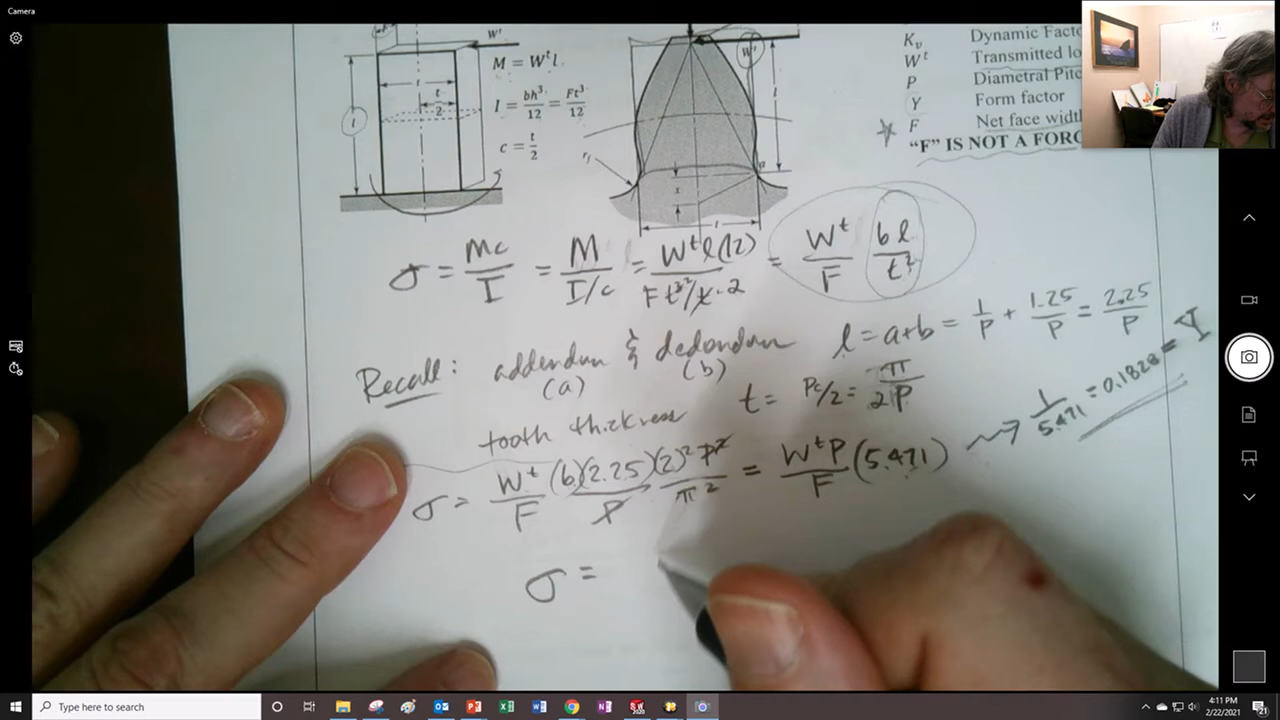 Camera
W^t
M = W^t l
I = bh³/12 = Ft³/12
c = t/2
t
t/2
l
W^t
l
r_f
x
a
t
K_v Dynamic Facto
W^t Transmitted lo
P Diametral Pitc
Y Form factor
F Net face widt
"F" IS NOT A FORC
σ = Mc/I = M/(I/c) = W^t l(12)/(F t³/t·2) = W^t/F 6l/t²
Recall: addendum & dedendum l = a+b = 1/P + 1.25/P = 2.25/P
(a) (b)
tooth thickness t = Pc/2 = π/2P
σ = W^t/F (6)(2.25)/P (2)² P²/π² = W^t P/F (5.471) ⇝ 1/5.471 = 0.1828 = Y
σ =
Type here to search
4:11 PM
2/22/2021